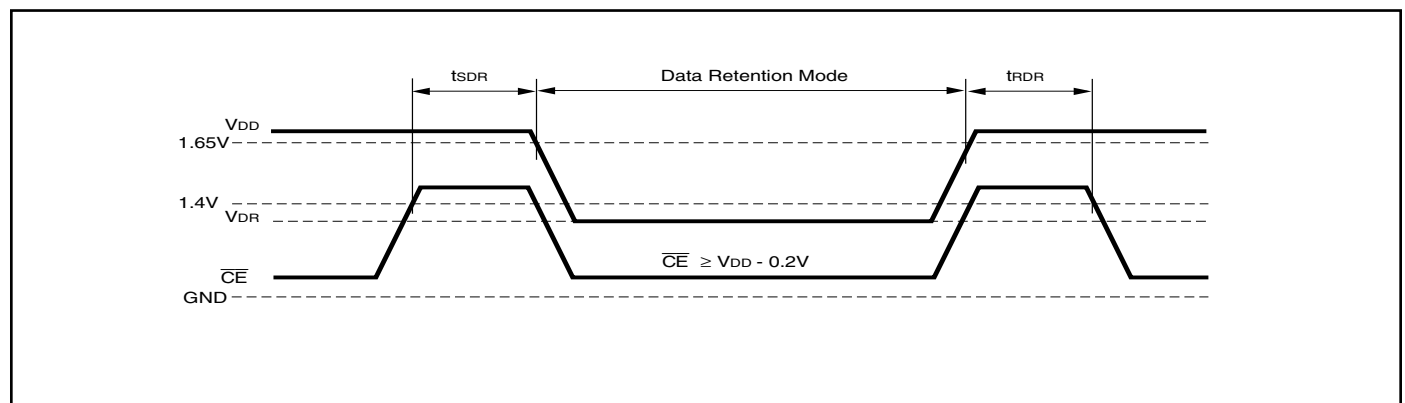 tSDR Data Retention Mode tRDR
VDD
1.65V
1.4V
VDR
CE ≥ VDD - 0.2V
CE
GND